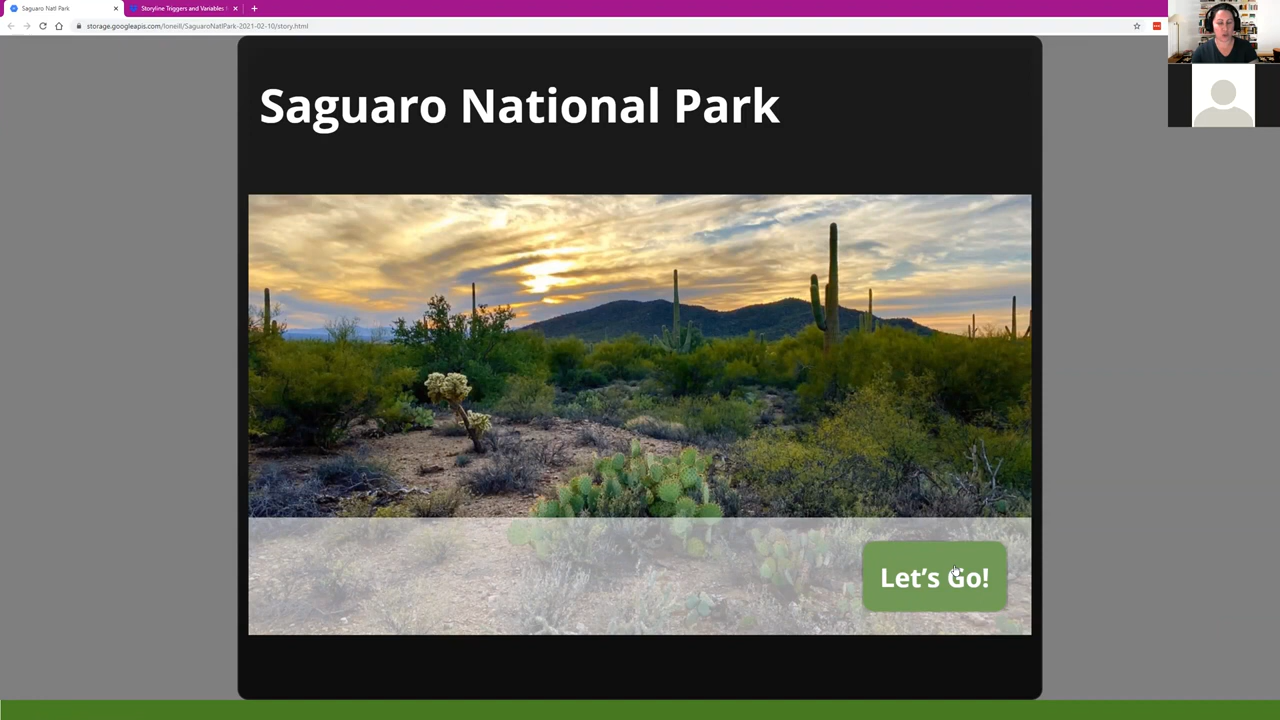 Saguaro Natl Park
Storyline Triggers and Variables
storage.googleapis.com/loneill/SaguaroNatlPark-2021-02-10/story.html
Saguaro National Park
Let's Go!